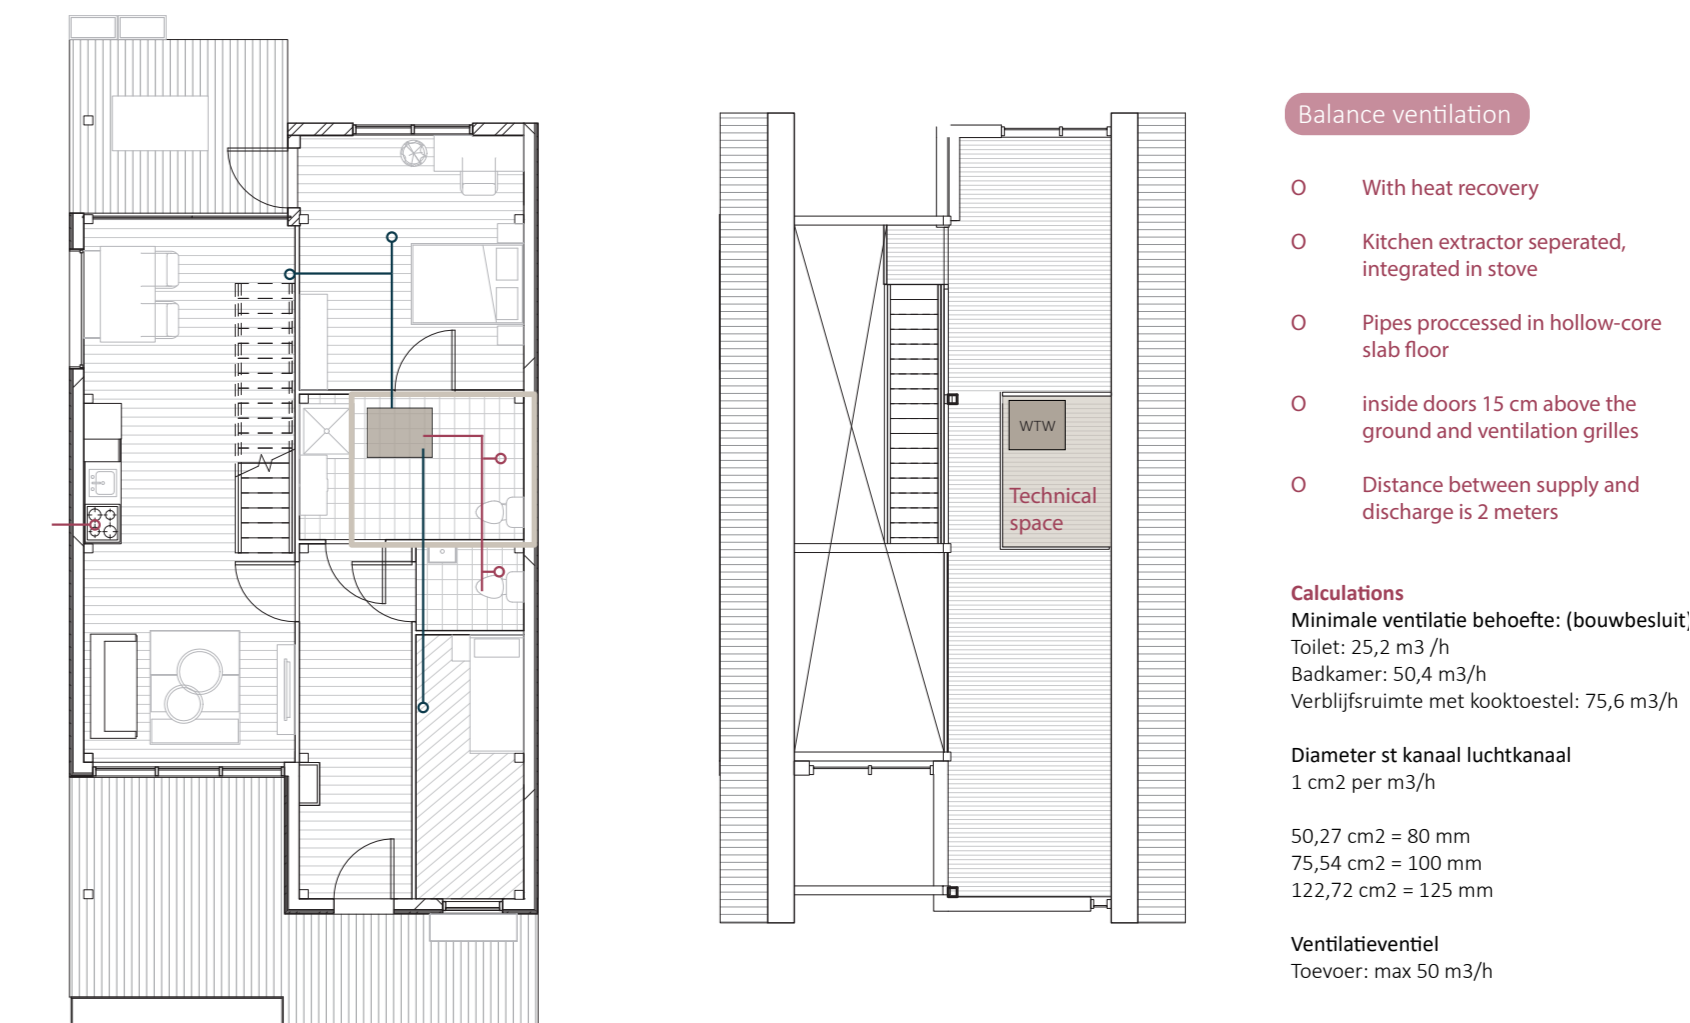 Balance ventilation
O With heat recovery
O Kitchen extractor seperated,
integrated in stove
O Pipes proccessed in hollow-core
slab floor
O inside doors 15 cm above the
ground and ventilation grilles
O Distance between supply and
discharge is 2 meters
WTW
Technical
space
Calculations
Minimale ventilatie behoefte: (bouwbesluit)
Toilet: 25,2 m3 /h
Badkamer: 50,4 m3/h
Verblijfsruimte met kooktoestel: 75,6 m3/h
Diameter st kanaal luchtkanaal
1 cm2 per m3/h
50,27 cm2 = 80 mm
75,54 cm2 = 100 mm
122,72 cm2 = 125 mm
Ventilatieventiel
Toevoer: max 50 m3/h